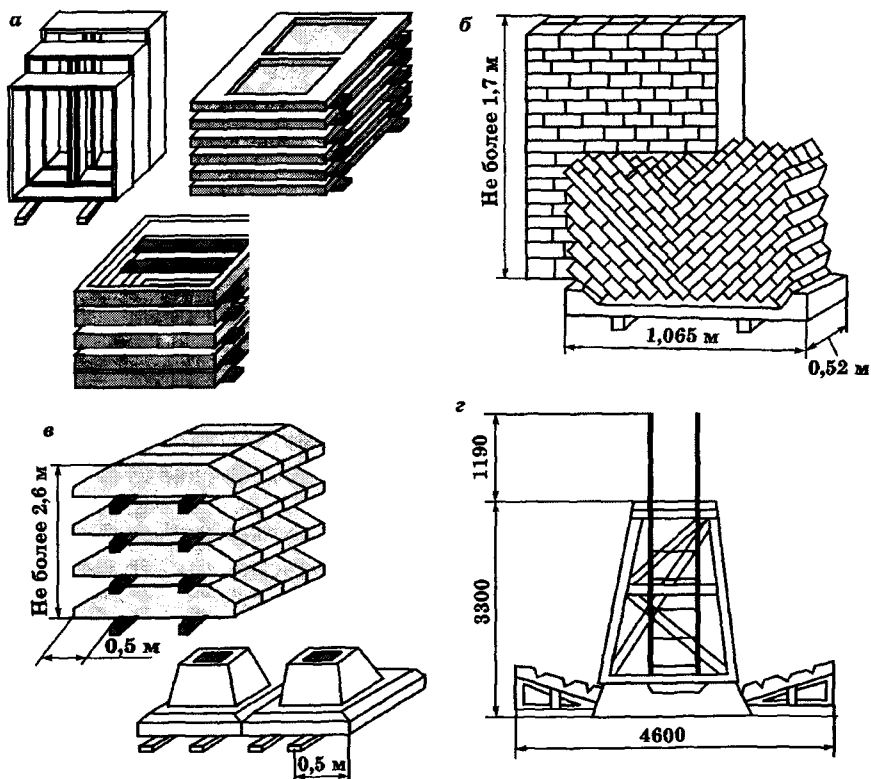 а
б
Не более 1,7 м
1,065 м
0,52 м
в
Не более 2,6 м
0,5 м
0,5 м
г
1190
3300
4600